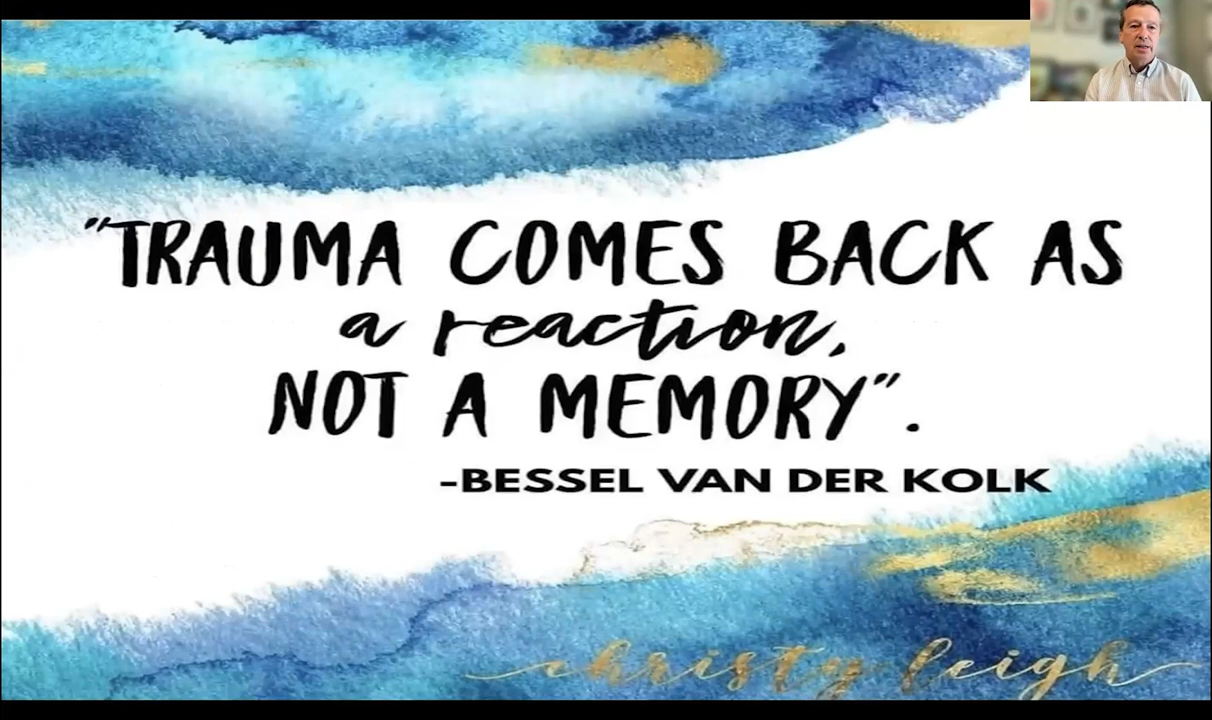 "TRAUMA COMES BACK AS
a reaction,
NOT A MEMORY".
-BESSEL VAN DER KOLK
christy leigh